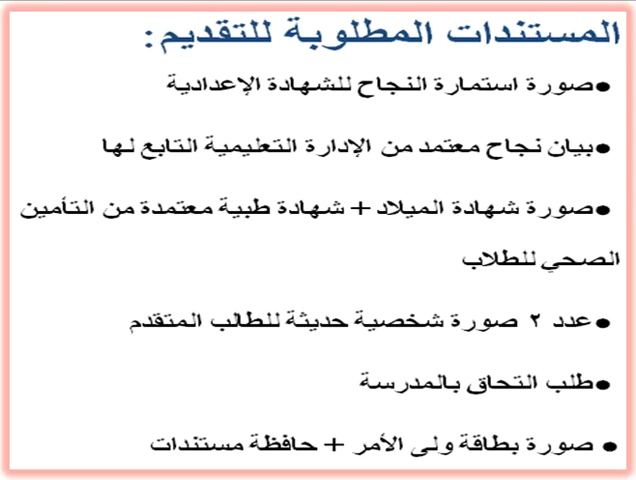 المستندات المطلوبة للتقديم:
●صورة استمارة النجاح للشهادة الإعدادية
●بيان نجاح معتمد من الإدارة التعليمية التابع لها
●صورة شهادة الميلاد + شهادة طبية معتمدة من التأمين
الصحي للطلاب
●عدد ٢ صورة شخصية حديثة للطالب المتقدم
●طلب التحاق بالمدرسة
● صورة بطاقة ولى الأمر + حافظة مستندات